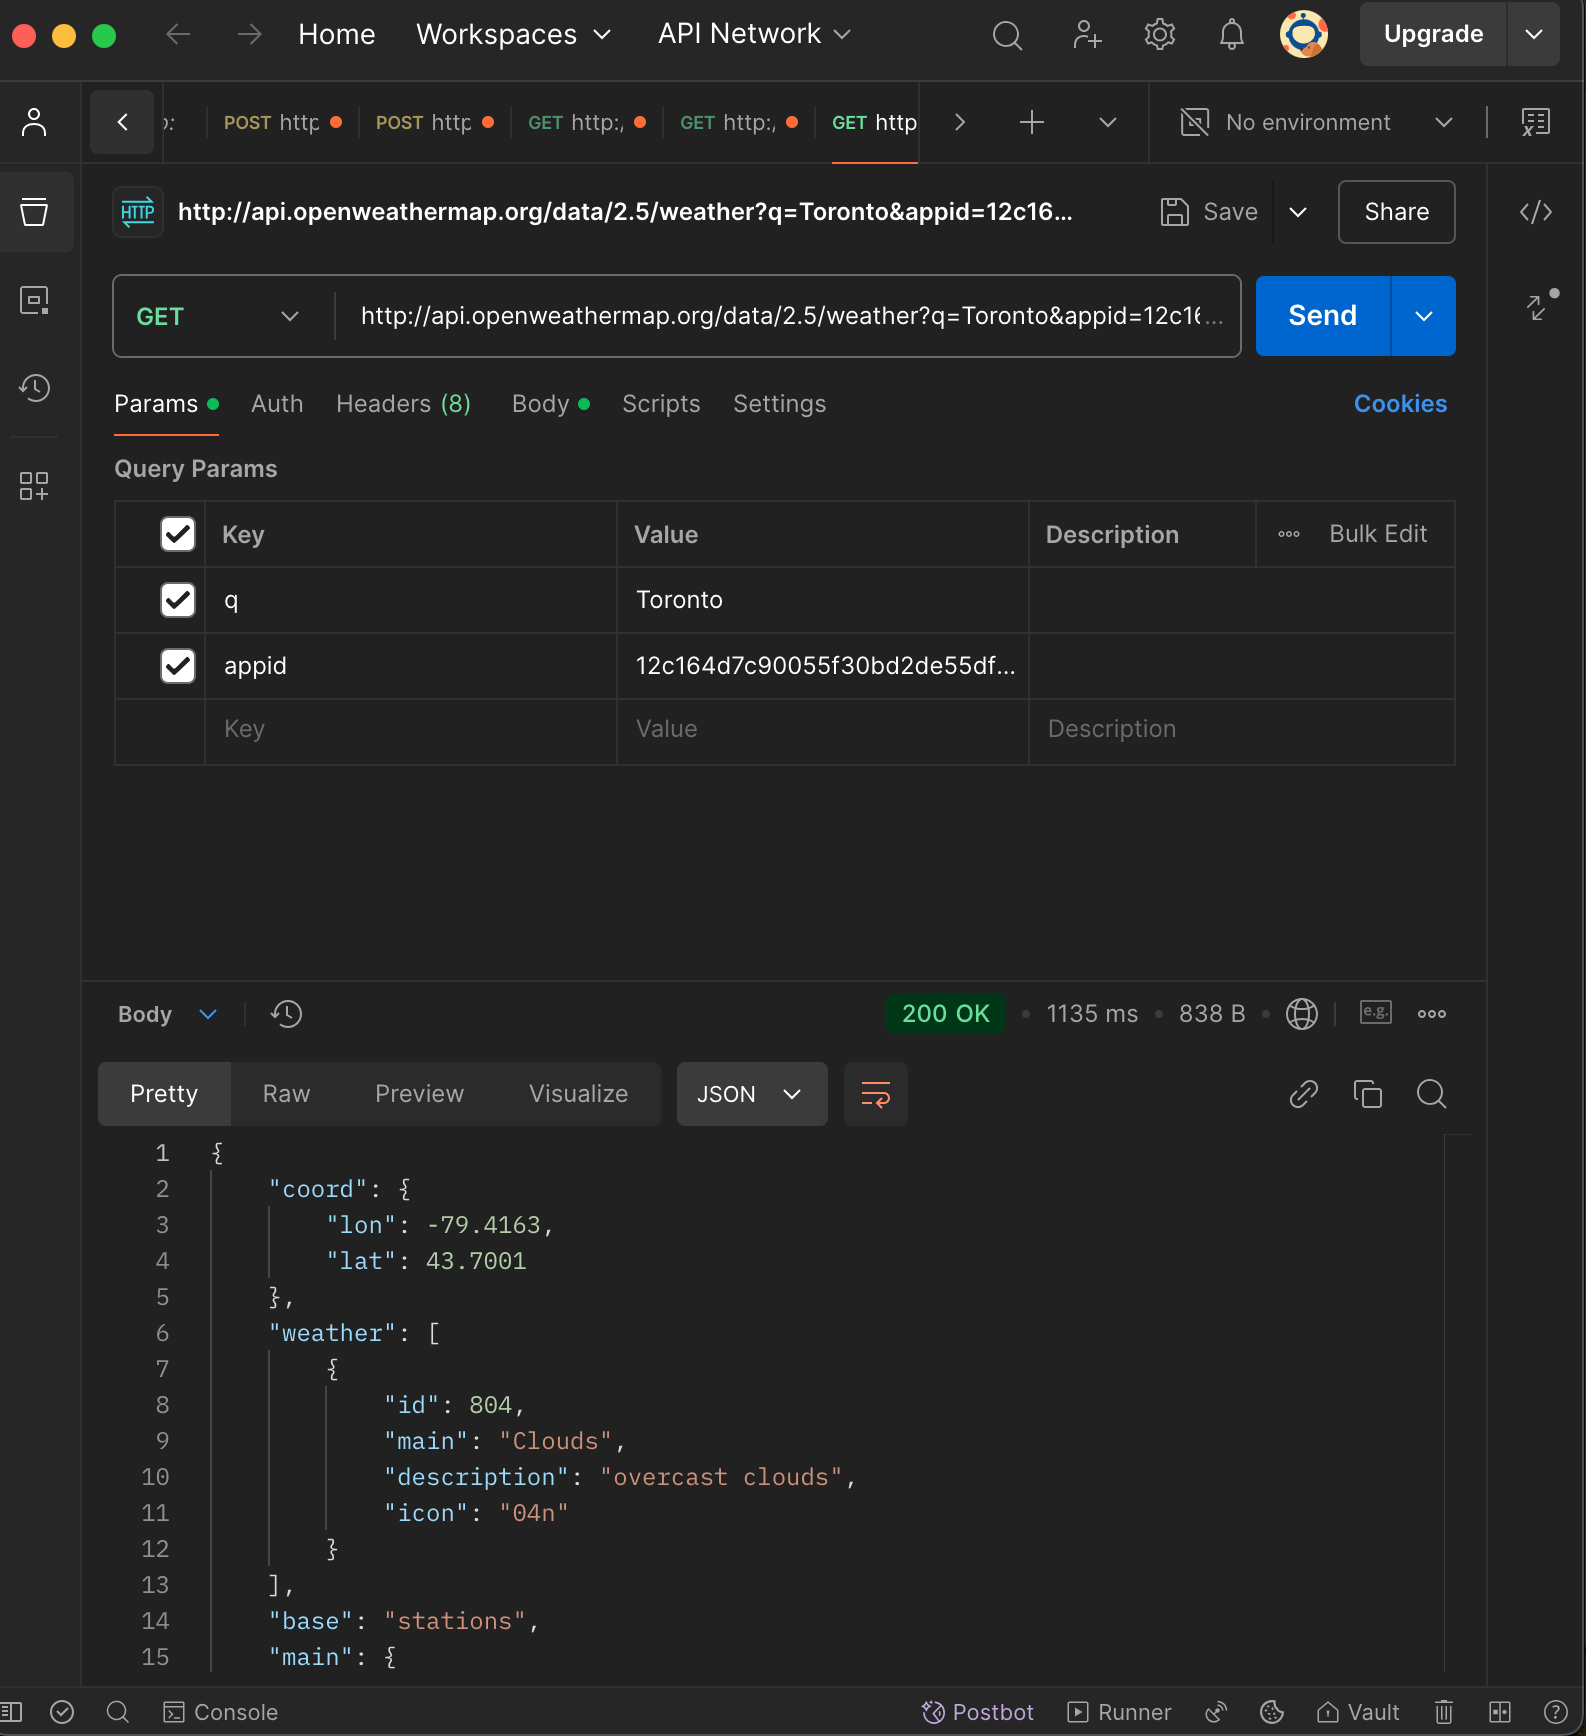 Home Workspaces API Network Upgrade
POST http POST http GET http:/ GET http:/ GET http No environment
HTTP http://api.openweathermap.org/data/2.5/weather?q=Toronto&appid=12c16... Save Share
GET http://api.openweathermap.org/data/2.5/weather?q=Toronto&appid=12c16... Send
Params Auth Headers (8) Body Scripts Settings Cookies
Query Params
Key Value Description Bulk Edit
q Toronto
appid 12c164d7c90055f30bd2de55df...
Key Value Description
Body 200 OK • 1135 ms • 838 B • e.g.
Pretty Raw Preview Visualize JSON
1 {
2 "coord": {
3 "lon": -79.4163,
4 "lat": 43.7001
5 },
6 "weather": [
7 {
8 "id": 804,
9 "main": "Clouds",
10 "description": "overcast clouds",
11 "icon": "04n"
12 }
13 ],
14 "base": "stations",
15 "main": {
Console Postbot Runner Vault